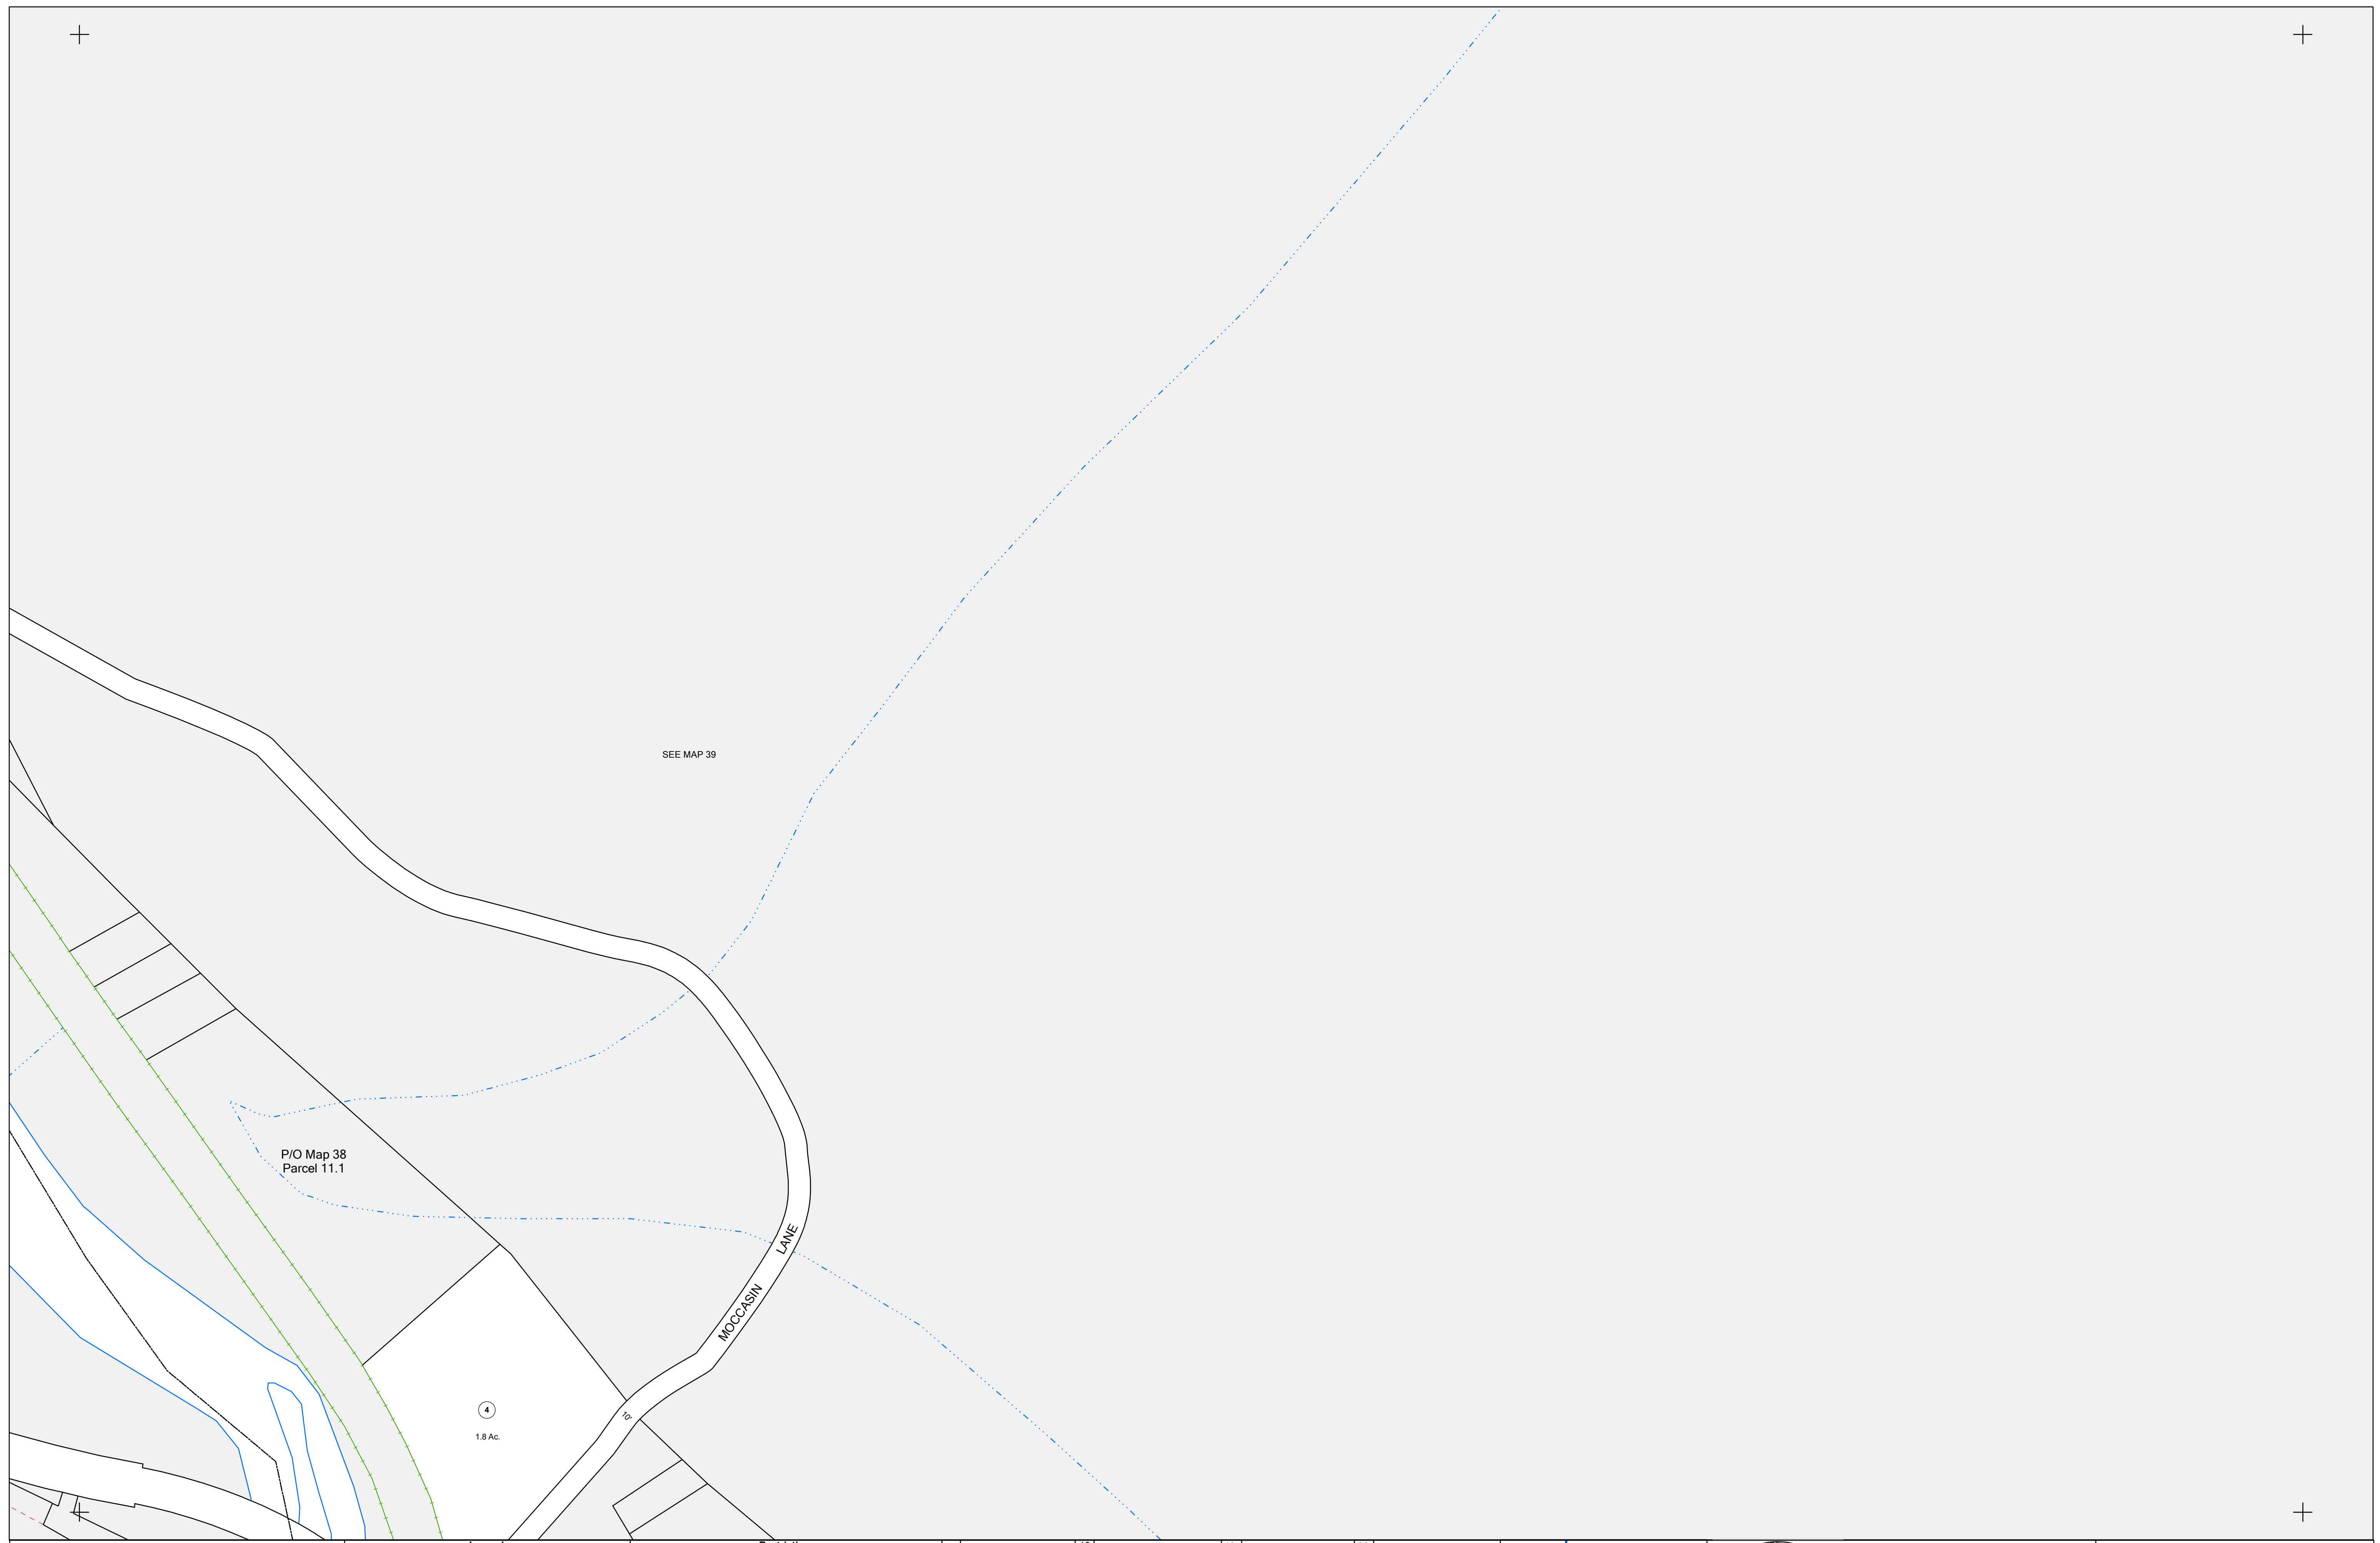 SEE MAP 39
P/O Map 38
Parcel 11.1
MOCCASIN LANE
4
10'
1.8 Ac.